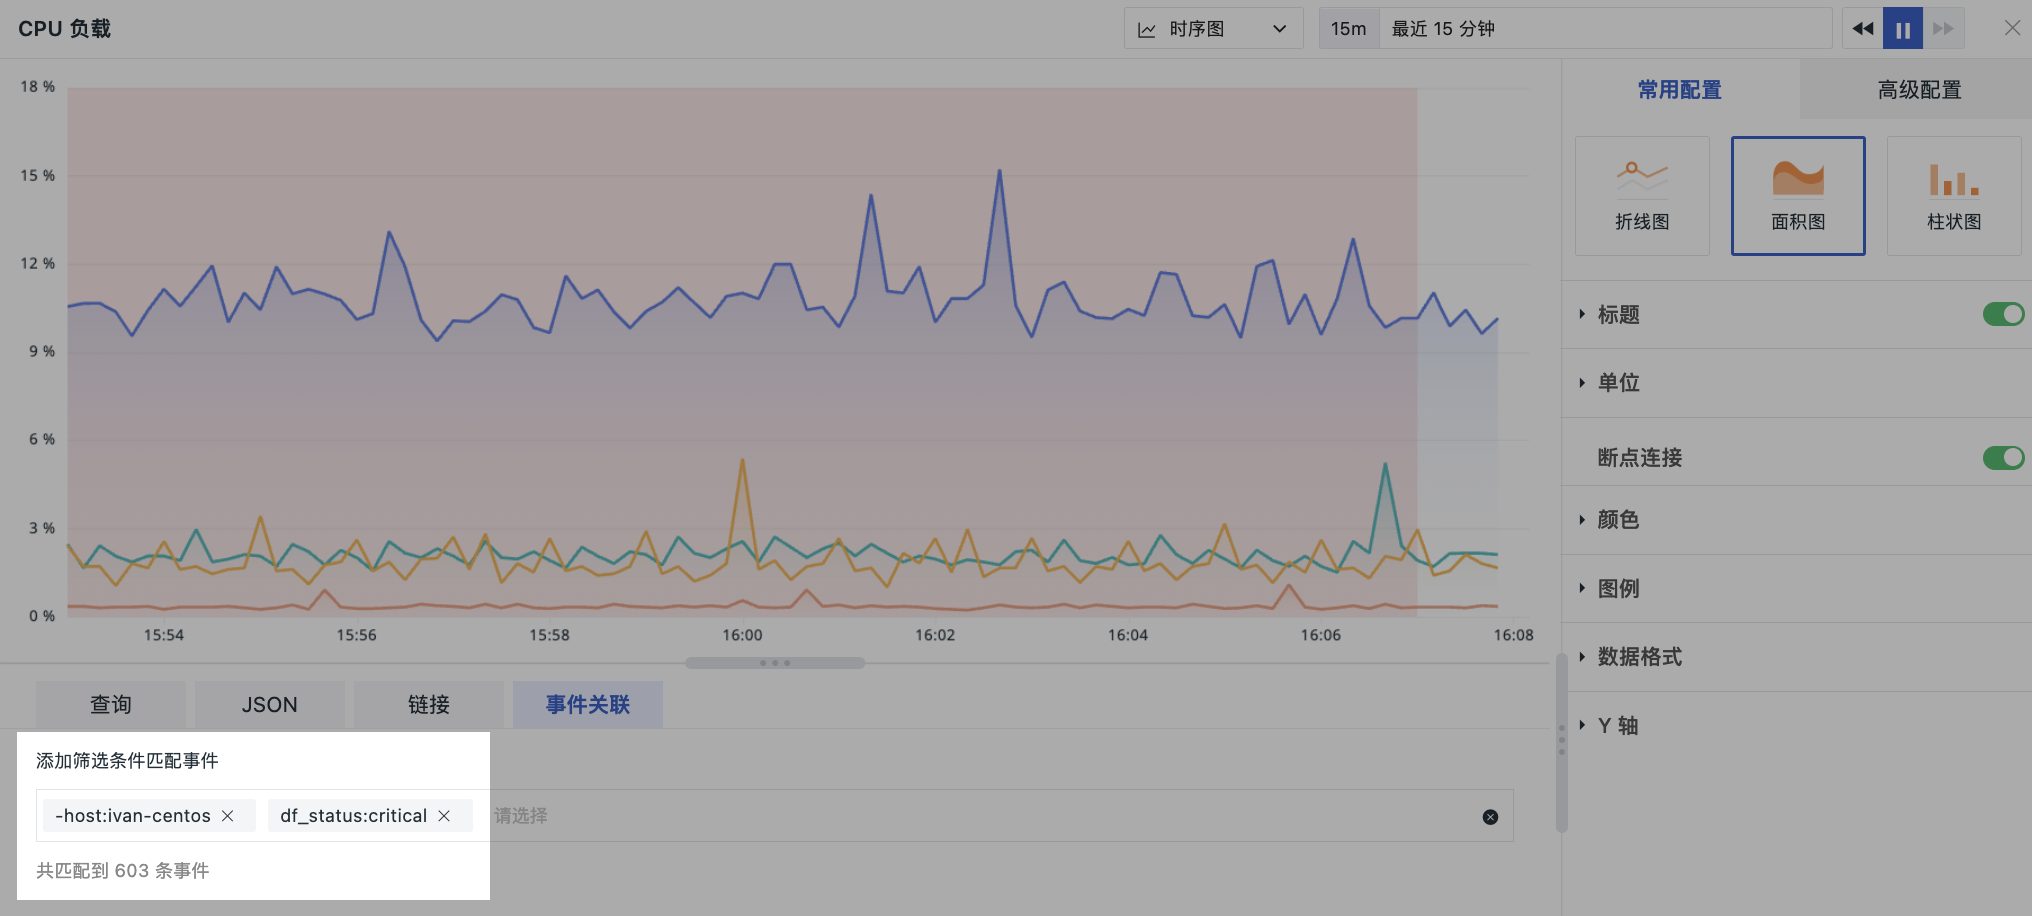 CPU 负载
时序图
15m 最近 15 分钟
常用配置
高级配置
折线图
面积图
柱状图
标题
单位
断点连接
颜色
图例
数据格式
Y 轴
18 %
15 %
12 %
9 %
6 %
3 %
0 %
15:54 15:56 15:58 16:00 16:02 16:04 16:06 16:08
查询 JSON 链接 事件关联
添加筛选条件匹配事件
-host:ivan-centos df_status:critical 请选择
共匹配到 603 条事件